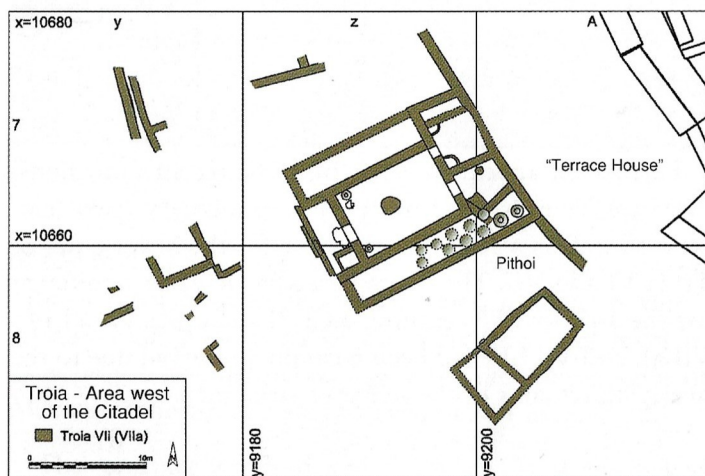 x=10680
y
z
A
7
"Terrace House"
x=10660
Pithoi
8
Troia - Area west
of the Citadel
Troia VIi (VIIa)
0 10m
N
y=9180
y=9200